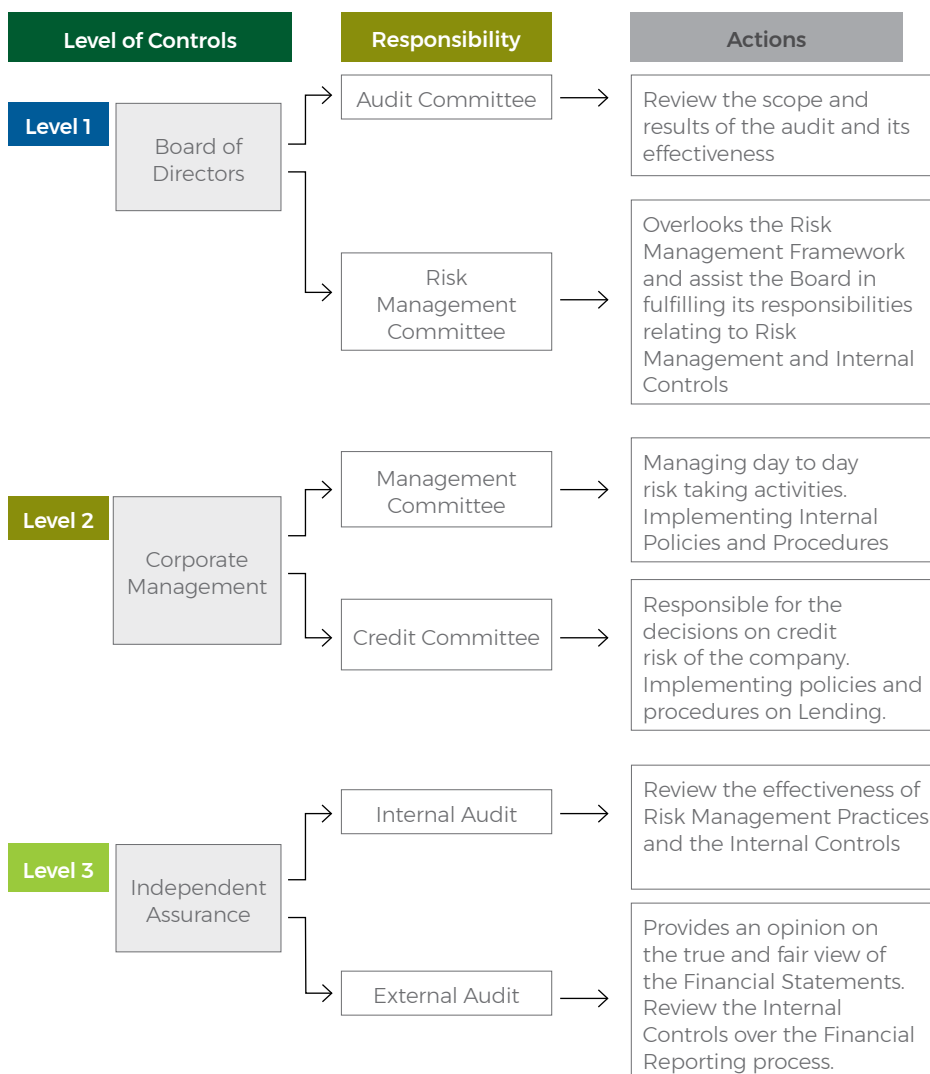 Level of Controls
Responsibility
Actions
Level 1
Board of
Directors
Audit Committee
Review the scope and
results of the audit and its
effectiveness
Risk
Management
Committee
Overlooks the Risk
Management Framework
and assist the Board in
fulfilling its responsibilities
relating to Risk
Management and Internal
Controls
Level 2
Corporate
Management
Management
Committee
Managing day to day
risk taking activities.
Implementing Internal
Policies and Procedures
Credit Committee
Responsible for the
decisions on credit
risk of the company.
Implementing policies and
procedures on Lending.
Level 3
Independent
Assurance
Internal Audit
Review the effectiveness of
Risk Management Practices
and the Internal Controls
External Audit
Provides an opinion on
the true and fair view of
the Financial Statements.
Review the Internal
Controls over the Financial
Reporting process.